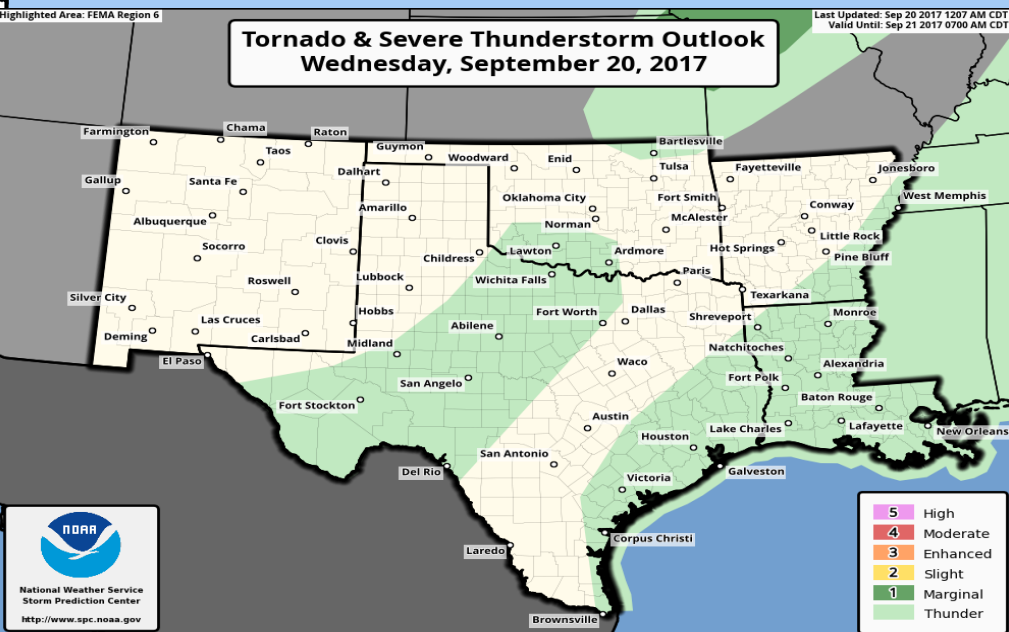 Highlighted Area: FEMA Region 6
Last Updated: Sep 20 2017 1207 AM CDT
Valid Until: Sep 21 2017 0700 AM CDT
Tornado & Severe Thunderstorm Outlook
Wednesday, September 20, 2017
Farmington
Chama
Raton
Taos
Guymon
Woodward
Enid
Bartlesville
Tulsa
Fayetteville
Jonesboro
Gallup
Santa Fe
Dalhart
Amarillo
Oklahoma City
Fort Smith
Conway
West Memphis
Albuquerque
Norman
McAlester
Little Rock
Socorro
Clovis
Childress
Lawton
Ardmore
Hot Springs
Pine Bluff
Roswell
Lubbock
Wichita Falls
Paris
Texarkana
Silver City
Las Cruces
Hobbs
Fort Worth
Dallas
Shreveport
Monroe
Deming
Carlsbad
Midland
Abilene
Natchitoches
El Paso
Waco
Alexandria
San Angelo
Fort Polk
Fort Stockton
Baton Rouge
Austin
Lake Charles
Lafayette
New Orleans
Houston
San Antonio
Del Rio
Victoria
Galveston
Corpus Christi
Laredo
Brownsville
NOAA
National Weather Service
Storm Prediction Center
http://www.spc.noaa.gov
5 High
4 Moderate
3 Enhanced
2 Slight
1 Marginal
Thunder